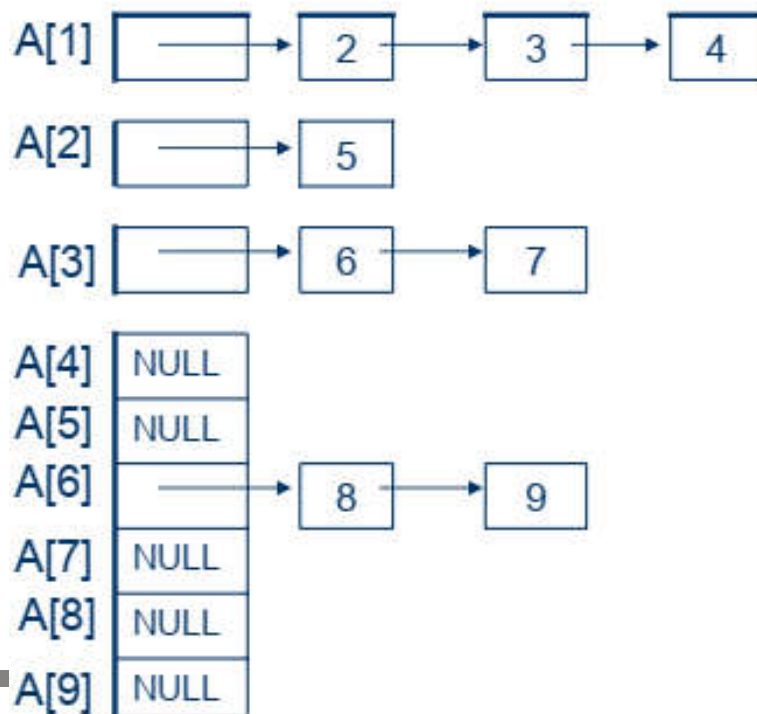 A[1] 2 3 4
A[2] 5
A[3] 6 7
A[4] NULL
A[5] NULL
A[6] 8 9
A[7] NULL
A[8] NULL
A[9] NULL